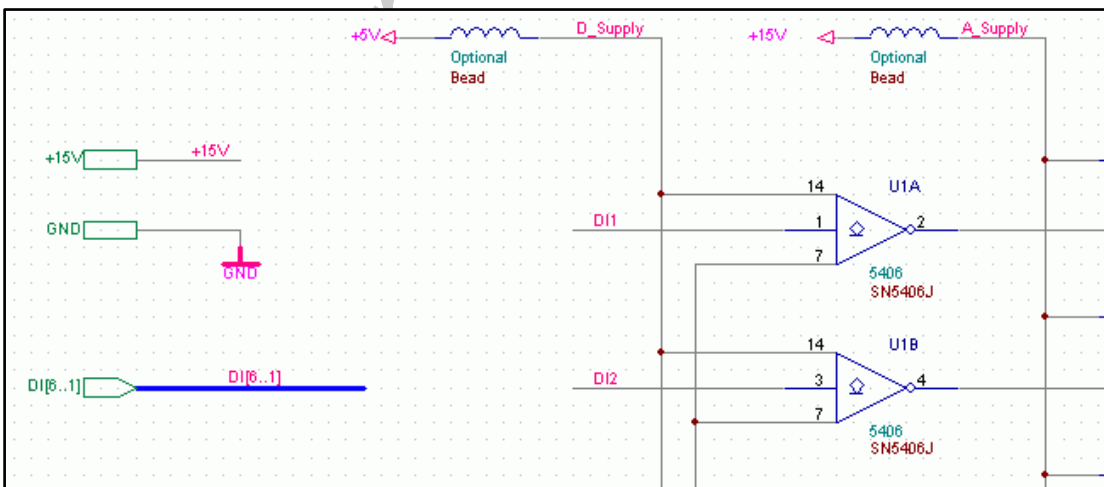 +5V
D_Supply
+15V
A_Supply
Optional
Bead
Optional
Bead
+15V
+15V
14
U1A
GND
DI1
1
2
7
GND
5406
SN5406J
14
U1B
DI[6..1]
DI[6..1]
DI2
3
4
7
5406
SN5406J